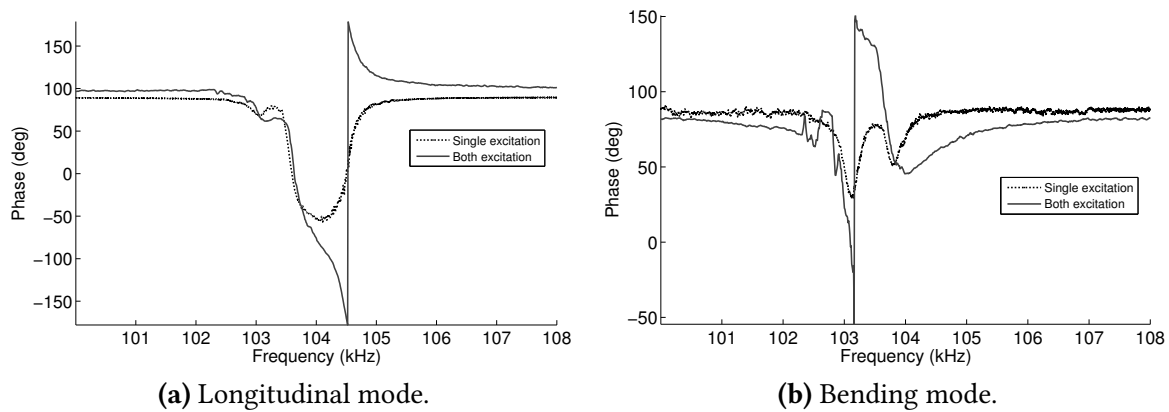 150
100
50
0
−50
−100
−150
Phase (deg)
101 102 103 104 105 106 107 108
Frequency (kHz)
Single excitation
Both excitation
(a) Longitudinal mode.
150
100
50
0
−50
Phase (deg)
101 102 103 104 105 106 107 108
Frequency (kHz)
Single excitation
Both excitation
(b) Bending mode.